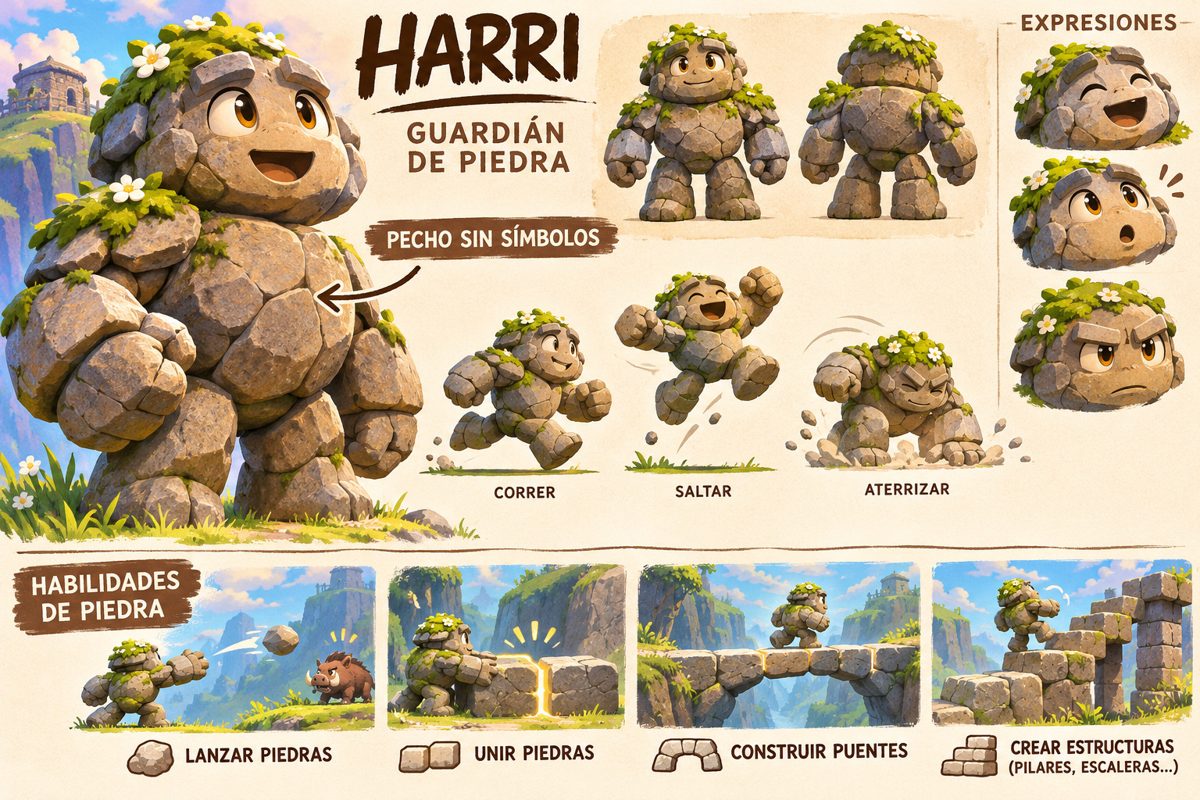 HARRI
GUARDIÁN
DE PIEDRA
PECHO SIN SÍMBOLOS
EXPRESIONES
CORRER
SALTAR
ATERRIZAR
HABILIDADES
DE PIEDRA
LANZAR PIEDRAS
UNIR PIEDRAS
CONSTRUIR PUENTES
CREAR ESTRUCTURAS
(PILARES, ESCALERAS...)